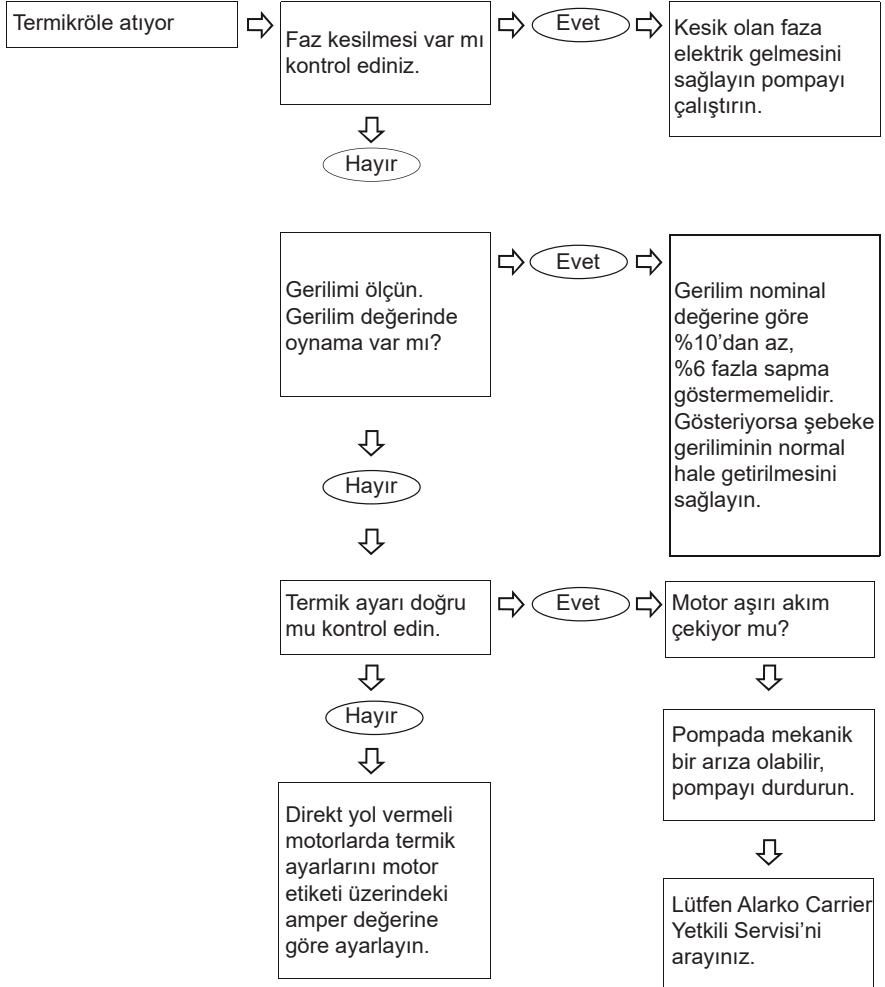 Termikröle atıyor
Faz kesilmesi var mı
kontrol ediniz.
Evet
Kesik olan faza
elektrik gelmesini
sağlayın pompayı
çalıştırın.
Hayır
Gerilimi ölçün.
Gerilim değerinde
oynama var mı?
Evet
Gerilim nominal
değerine göre
%10’dan az,
%6 fazla sapma
göstermemelidir.
Gösteriyorsa şebeke
geriliminin normal
hale getirilmesini
sağlayın.
Hayır
Termik ayarı doğru
mu kontrol edin.
Evet
Motor aşırı akım
çekiyor mu?
Hayır
Direkt yol vermeli
motorlarda termik
ayarlarını motor
etiketi üzerindeki
amper değerine
göre ayarlayın.
Pompada mekanik
bir arıza olabilir,
pompayı durdurun.
Lütfen Alarko Carrier
Yetkili Servisi’ni
arayınız.